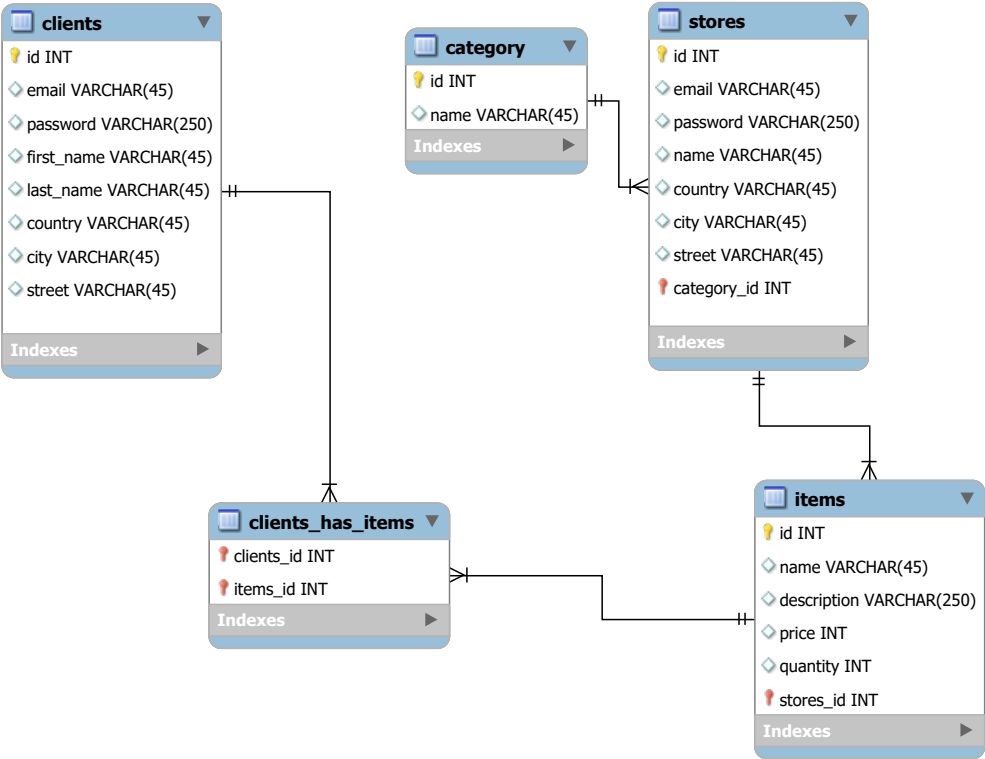 clients
id INT
email VARCHAR(45)
password VARCHAR(250)
first_name VARCHAR(45)
last_name VARCHAR(45)
country VARCHAR(45)
city VARCHAR(45)
street VARCHAR(45)
Indexes
category
id INT
name VARCHAR(45)
Indexes
stores
id INT
email VARCHAR(45)
password VARCHAR(250)
name VARCHAR(45)
country VARCHAR(45)
city VARCHAR(45)
street VARCHAR(45)
category_id INT
Indexes
clients_has_items
clients_id INT
items_id INT
Indexes
items
id INT
name VARCHAR(45)
description VARCHAR(250)
price INT
quantity INT
stores_id INT
Indexes